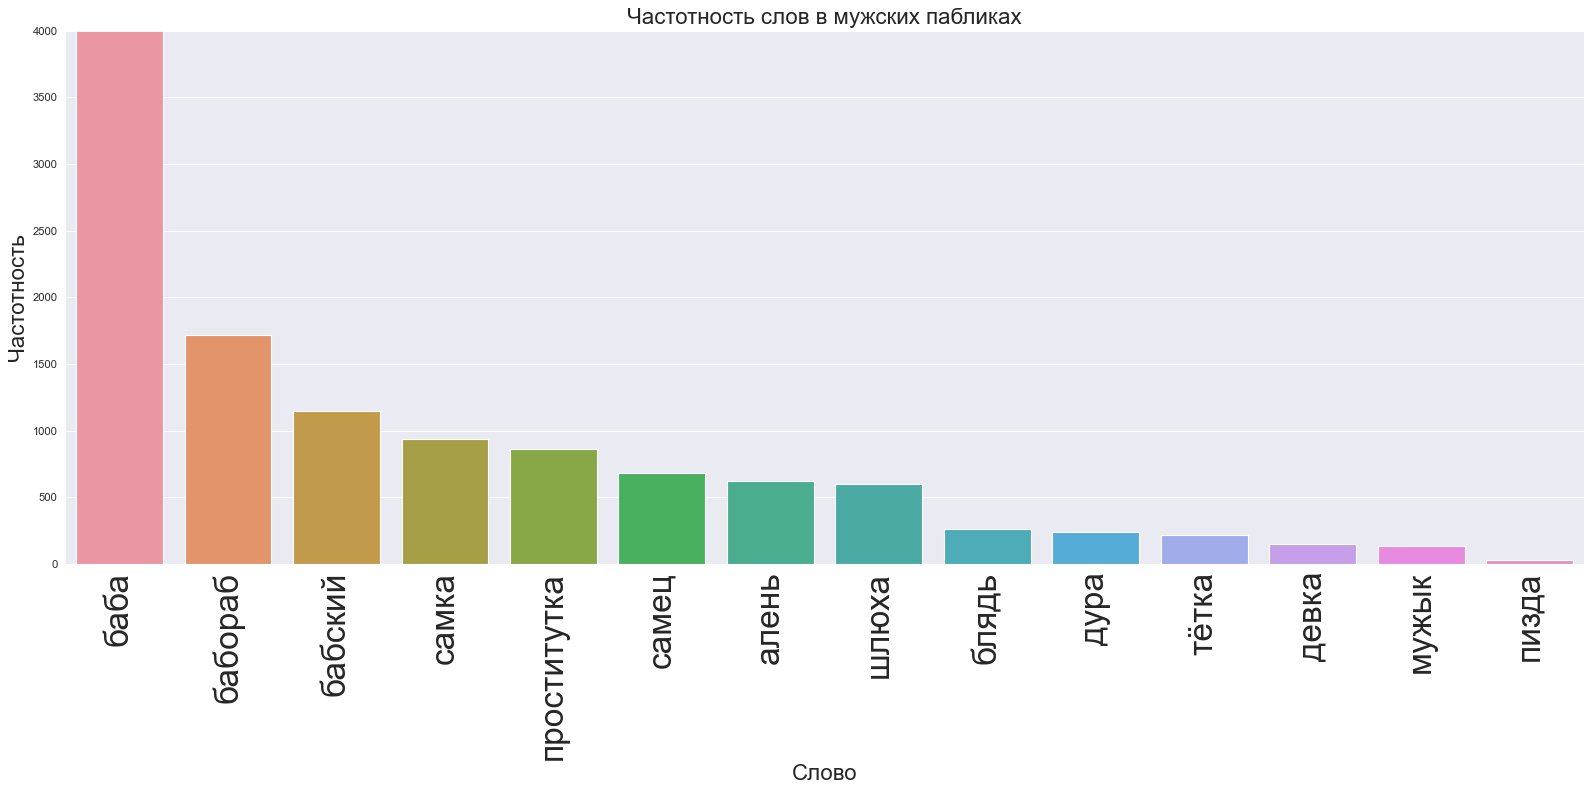 Частотность слов в мужских пабликах
4000
3500
3000
2500
2000
1500
1000
500
0
Частотность
баба
бабораб
бабский
самка
проститутка
самец
алень
шлюха
блядь
дура
тётка
девка
мужык
пизда
Слово